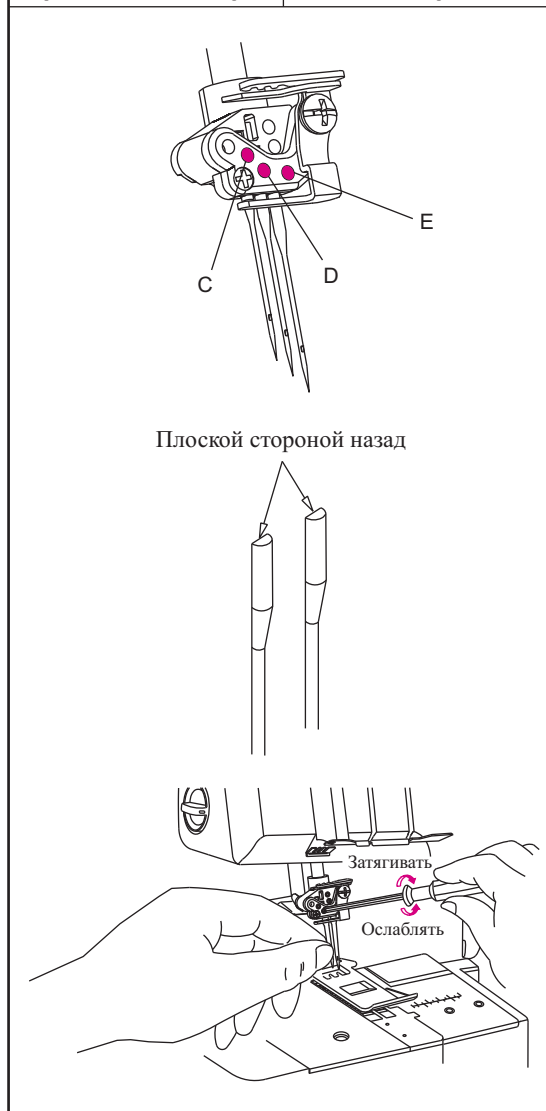 E
D
C
Плоской стороной назад
Затягивать
Ослаблять